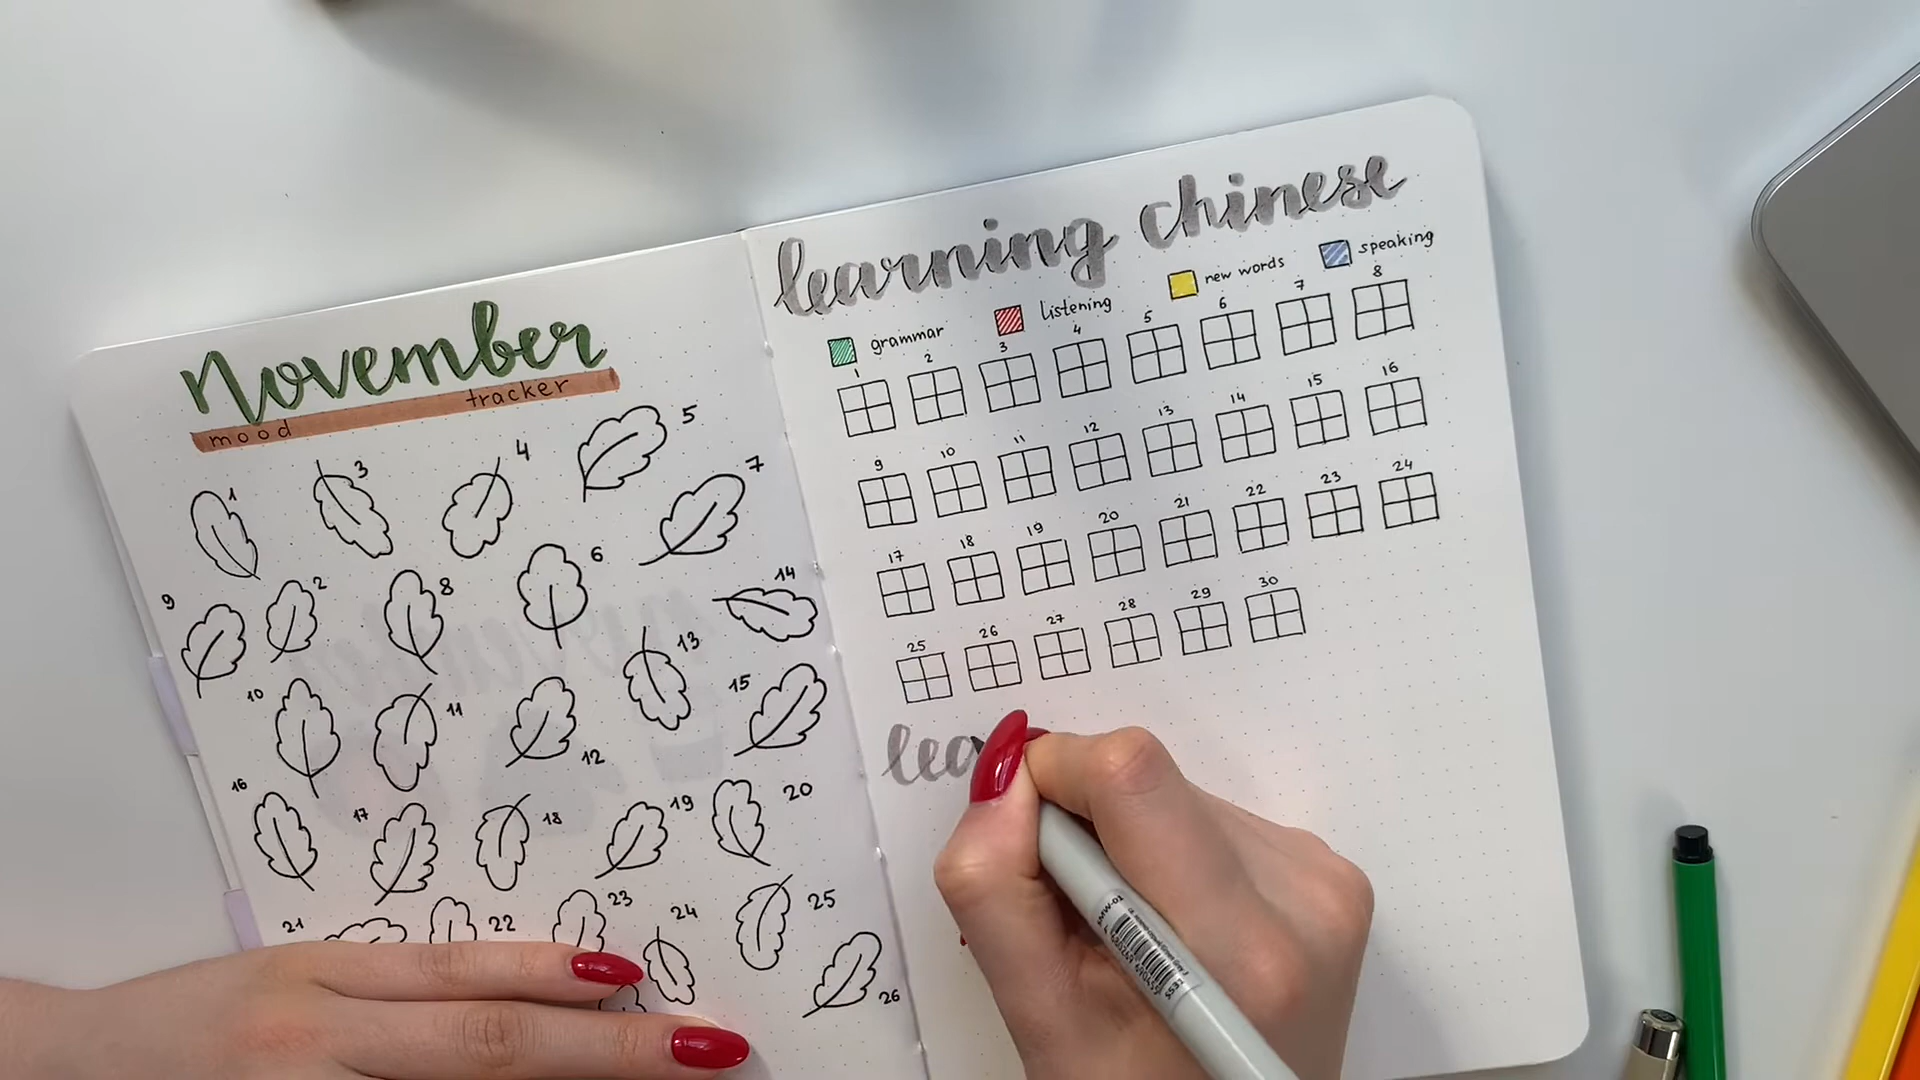 November
mood tracker
1 3 4 5
7
9 2 8 6 14
10 11 12 13 15
16 17 18 19 20
21 22 23 24 25
26
learning chinese
grammar listening new words speaking
1 2 3 4 5 6 7 8
9 10 11 12 13 14 15 16
17 18 19 20 21 22 23 24
25 26 27 28 29 30
lea